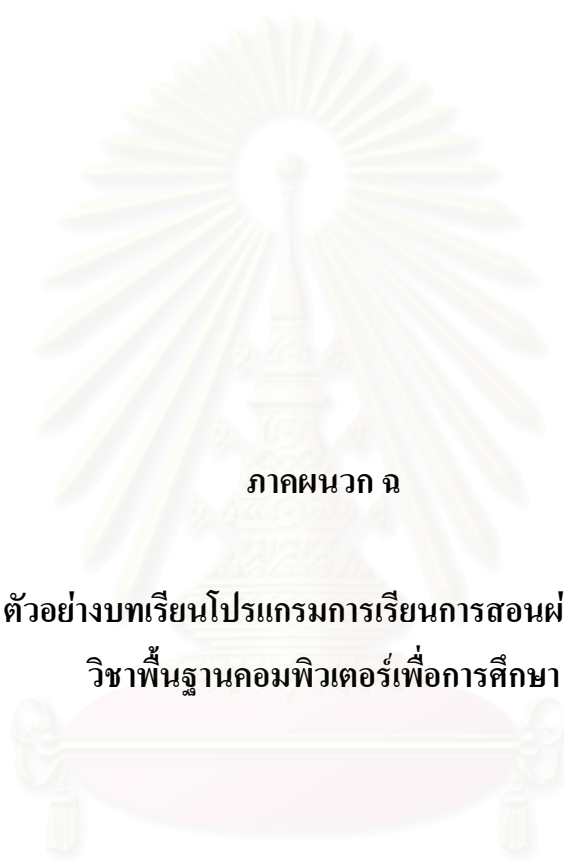 ภาคผนวก ฉ
ตัวอย่างบทเรียนโปรแกรมการเรียนการสอนผ่
วิชาพื้นฐานคอมพิวเตอร์เพื่อการศึกษา